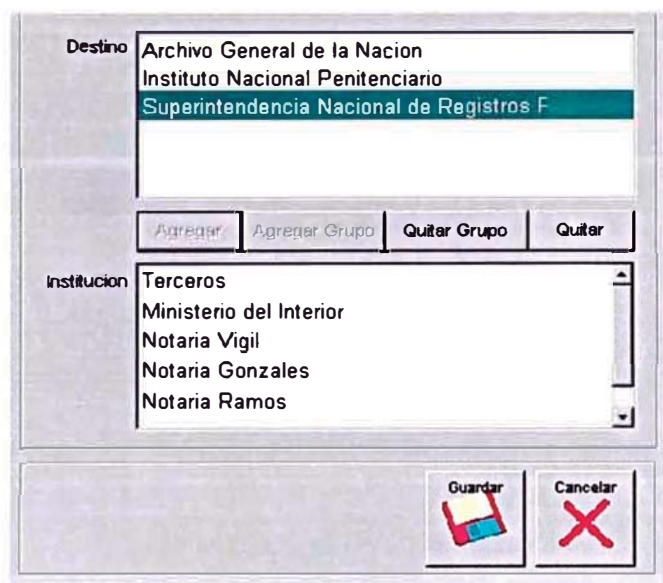 Destino
Archivo General de la Nacion
Instituto Nacional Penitenciario
Superintendencia Nacional de Registros F
Agregar Agregar Grupo Quitar Grupo Quitar
Institucion
Terceros
Ministerio del Interior
Notaria Vigil
Notaria Gonzales
Notaria Ramos
Guardar Cancelar